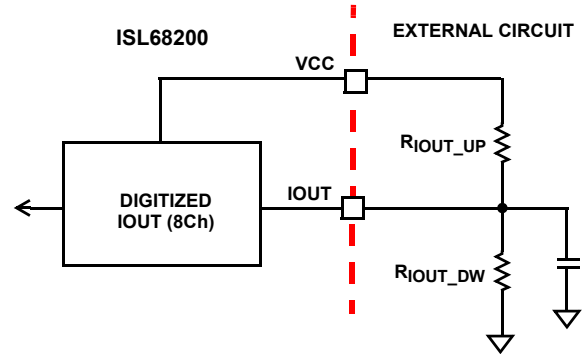 ISL68200
EXTERNAL CIRCUIT
VCC
RIOUT_UP
DIGITIZED
IOUT (8Ch)
IOUT
RIOUT_DW